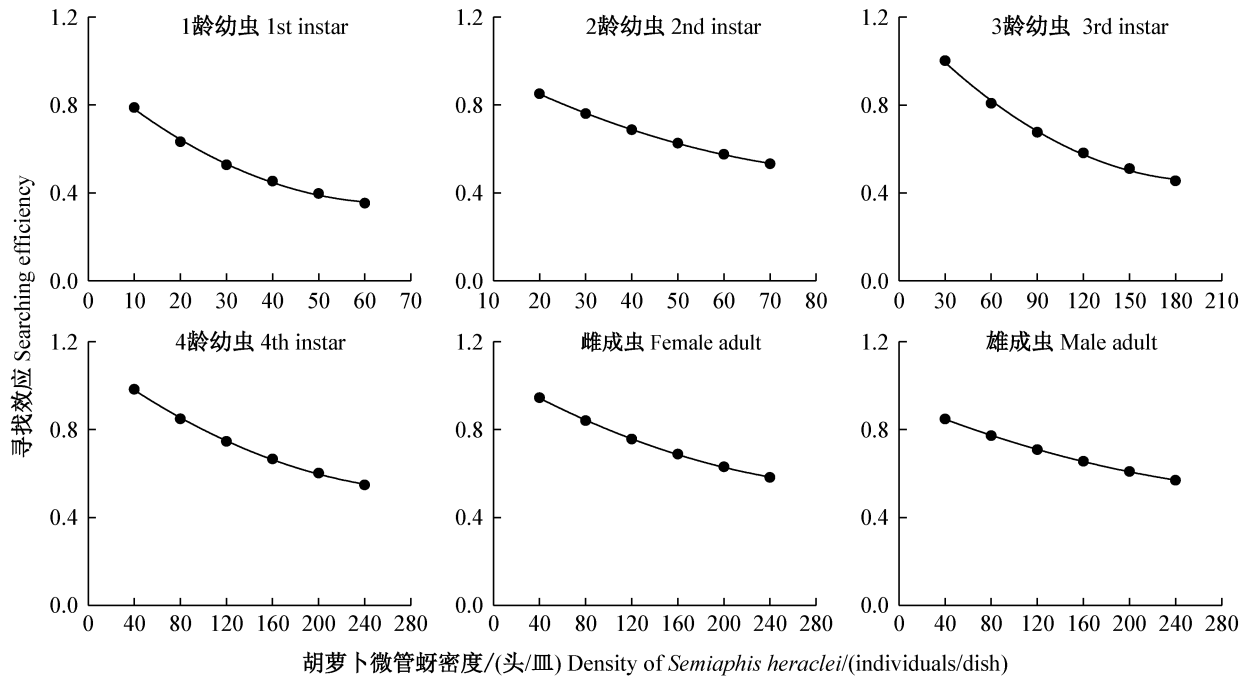 寻找效应 Searching efficiency
1龄幼虫 1st instar
1.2
0.8
0.4
0.0
0 10 20 30 40 50 60 70
2龄幼虫 2nd instar
1.2
0.8
0.4
0.0
10 20 30 40 50 60 70 80
3龄幼虫 3rd instar
1.2
0.8
0.4
0.0
0 30 60 90 120 150 180 210
4龄幼虫 4th instar
1.2
0.8
0.4
0.0
0 40 80 120 160 200 240 280
雌成虫 Female adult
1.2
0.8
0.4
0.0
0 40 80 120 160 200 240 280
雄成虫 Male adult
1.2
0.8
0.4
0.0
0 40 80 120 160 200 240 280
胡萝卜微管蚜密度/(头/皿) Density of Semiaphis heraclei/(individuals/dish)